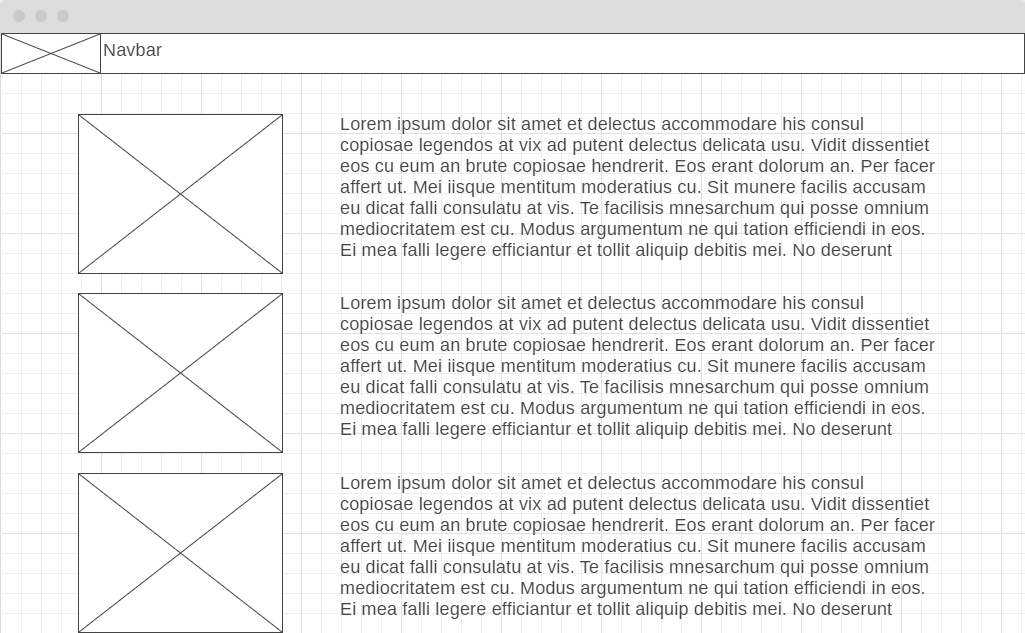 Navbar
Lorem ipsum dolor sit amet et delectus accommodare his consul
copiosae legendos at vix ad putent delectus delicata usu. Vidit dissentiet
eos cu eum an brute copiosae hendrerit. Eos erant dolorum an. Per facer
affert ut. Mei iisque mentitum moderatius cu. Sit munere facilis accusam
eu dicat falli consulatu at vis. Te facilisis mnesarchum qui posse omnium
mediocritatem est cu. Modus argumentum ne qui tation efficiendi in eos.
Ei mea falli legere efficiantur et tollit aliquip debitis mei. No deserunt
Lorem ipsum dolor sit amet et delectus accommodare his consul
copiosae legendos at vix ad putent delectus delicata usu. Vidit dissentiet
eos cu eum an brute copiosae hendrerit. Eos erant dolorum an. Per facer
affert ut. Mei iisque mentitum moderatius cu. Sit munere facilis accusam
eu dicat falli consulatu at vis. Te facilisis mnesarchum qui posse omnium
mediocritatem est cu. Modus argumentum ne qui tation efficiendi in eos.
Ei mea falli legere efficiantur et tollit aliquip debitis mei. No deserunt
Lorem ipsum dolor sit amet et delectus accommodare his consul
copiosae legendos at vix ad putent delectus delicata usu. Vidit dissentiet
eos cu eum an brute copiosae hendrerit. Eos erant dolorum an. Per facer
affert ut. Mei iisque mentitum moderatius cu. Sit munere facilis accusam
eu dicat falli consulatu at vis. Te facilisis mnesarchum qui posse omnium
mediocritatem est cu. Modus argumentum ne qui tation efficiendi in eos.
Ei mea falli legere efficiantur et tollit aliquip debitis mei. No deserunt